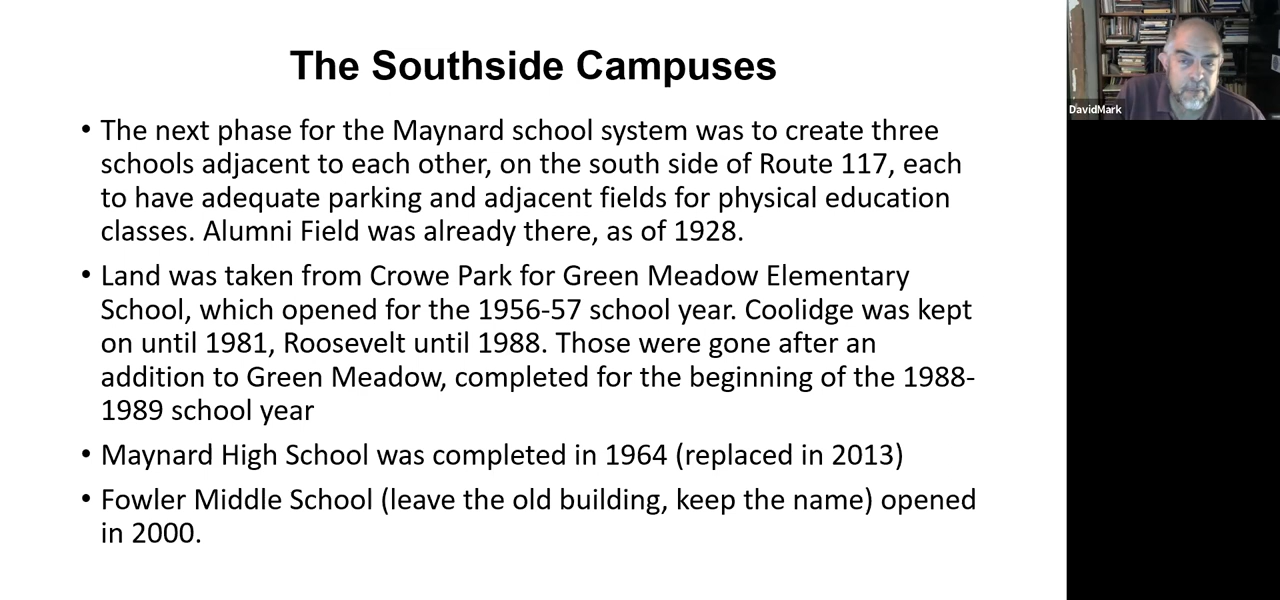 The Southside Campuses
• The next phase for the Maynard school system was to create three
schools adjacent to each other, on the south side of Route 117, each
to have adequate parking and adjacent fields for physical education
classes. Alumni Field was already there, as of 1928.
• Land was taken from Crowe Park for Green Meadow Elementary
School, which opened for the 1956-57 school year. Coolidge was kept
on until 1981, Roosevelt until 1988. Those were gone after an
addition to Green Meadow, completed for the beginning of the 1988-
1989 school year
• Maynard High School was completed in 1964 (replaced in 2013)
• Fowler Middle School (leave the old building, keep the name) opened
in 2000.
DavidMark